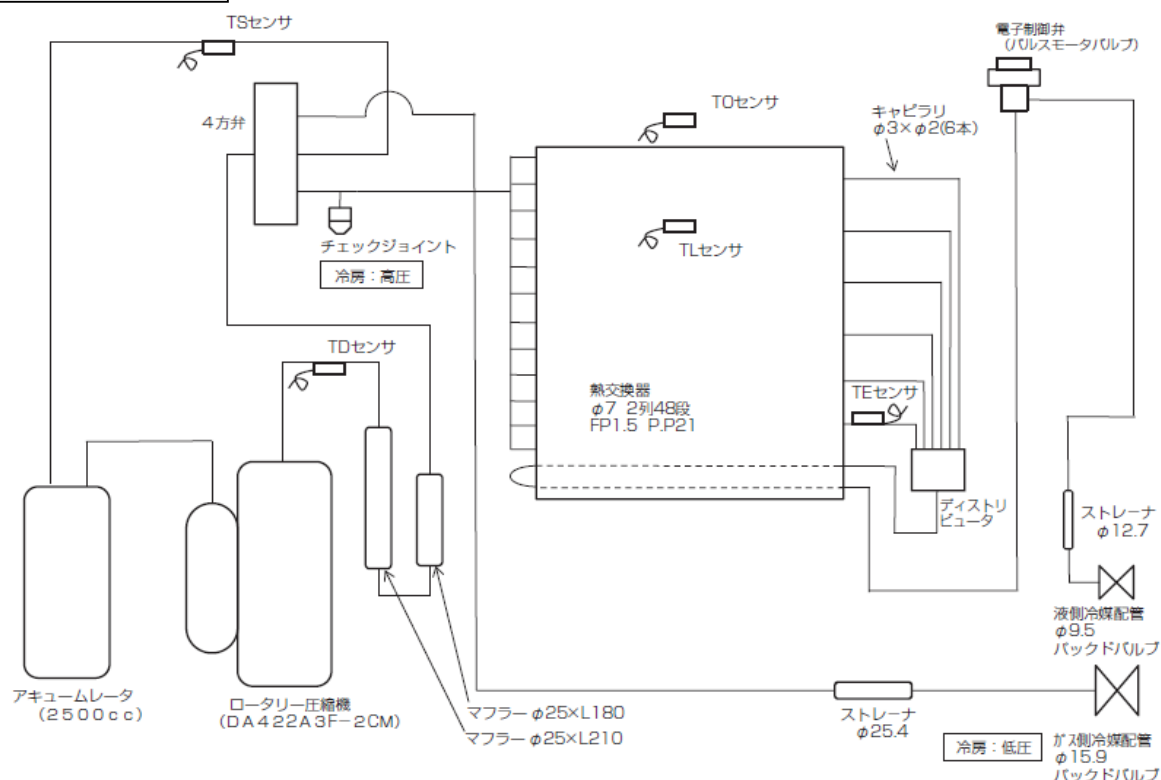 TSセンサ
電子制御弁
(パルスモータバルブ)
4方弁
TOセンサ
キャピラリ
φ3×φ2(6本)
チェックジョイント
冷房：高圧
TLセンサ
TDセンサ
熱交換器
φ7 2列48段
FP1.5 P.P21
TEセンサ
ディストリ
ビュータ
ストレーナ
φ12.7
液側冷媒配管
φ9.5
パックドバルブ
アキュームレータ
(2500cc)
ロータリー圧縮機
(DA422A3F-2CM)
マフラー φ25×L180
マフラー φ25×L210
ストレーナ
φ25.4
冷房：低圧
ガス側冷媒配管
φ15.9
パックドバルブ